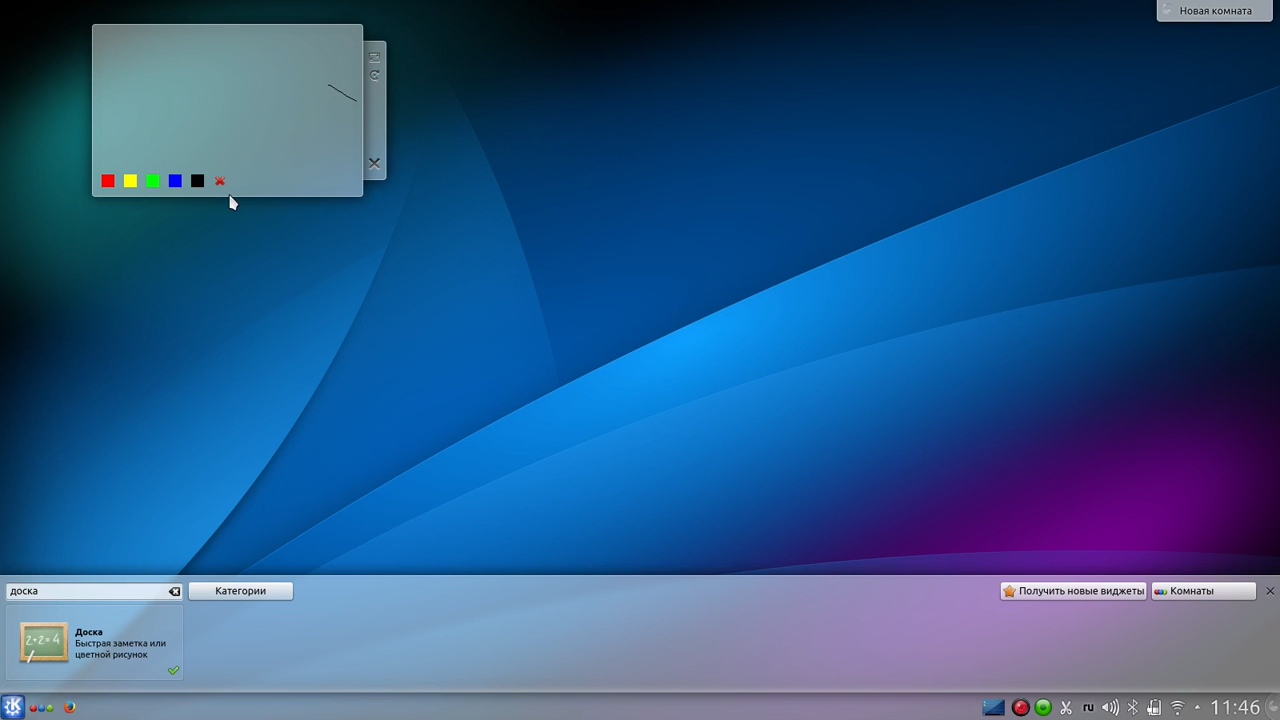 Новая комната
доска
Категории
Получить новые виджеты
Комнаты
2+2=4
Доска
Быстрая заметка или
цветной рисунок
ru
11:46